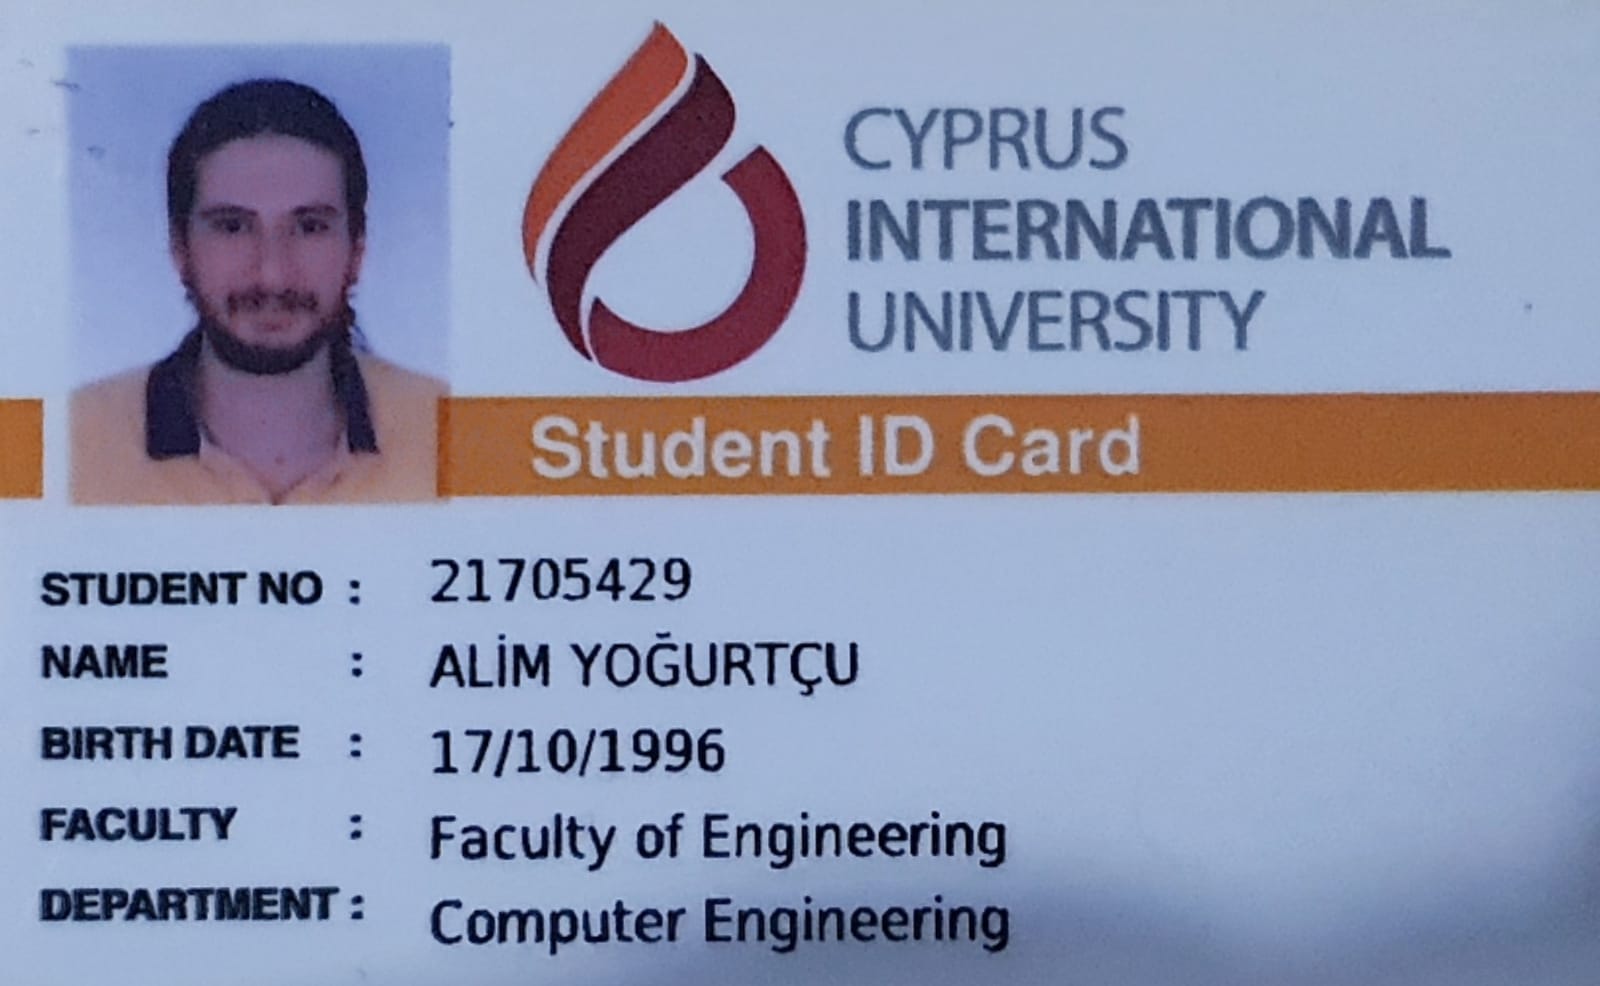 CYPRUS
INTERNATIONAL
UNIVERSITY
Student ID Card
STUDENT NO : 21705429
NAME : ALİM YOĞURTÇU
BIRTH DATE : 17/10/1996
FACULTY : Faculty of Engineering
DEPARTMENT : Computer Engineering